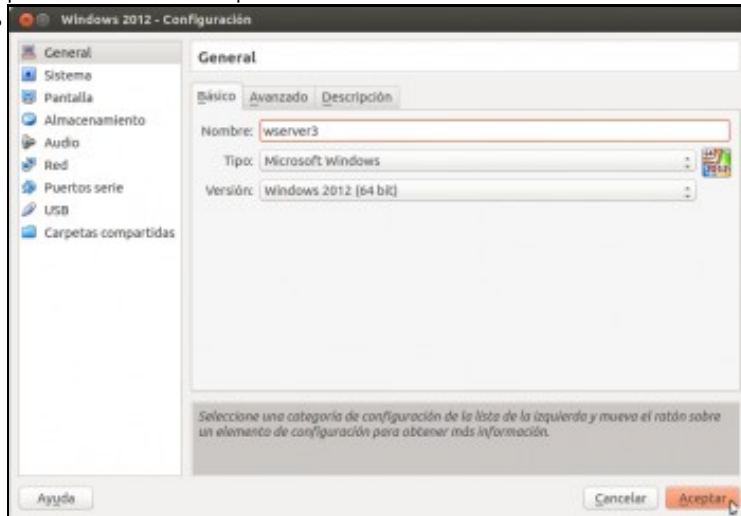 Windows 2012 - Configuración
General
Sistema
Pantalla
Almacenamiento
Audio
Red
Puertos serie
USB
Carpetas compartidas
General
Básico Avanzado Descripción
Nombre: wserver3
Tipo: Microsoft Windows
Versión: Windows 2012 (64 bit)
Seleccione una categoría de configuración de la lista de la izquierda y mueva el ratón sobre
un elemento de configuración para obtener más información.
Ayuda Cancelar Aceptar